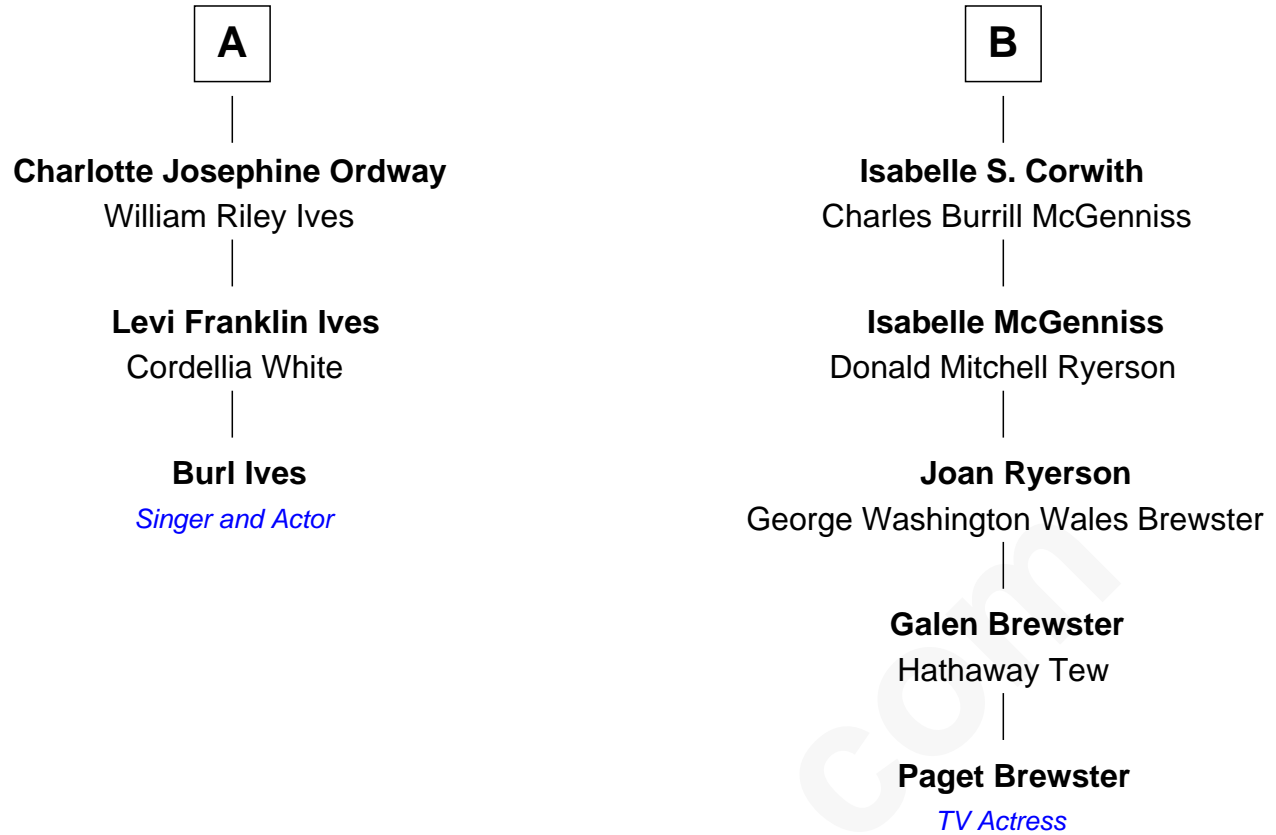 A
Charlotte Josephine Ordway
William Riley Ives
Levi Franklin Ives
Cordellia White
Burl Ives
Singer and Actor
B
Isabelle S. Corwith
Charles Burrill McGenniss
Isabelle McGenniss
Donald Mitchell Ryerson
Joan Ryerson
George Washington Wales Brewster
Galen Brewster
Hathaway Tew
Paget Brewster
TV Actress
com